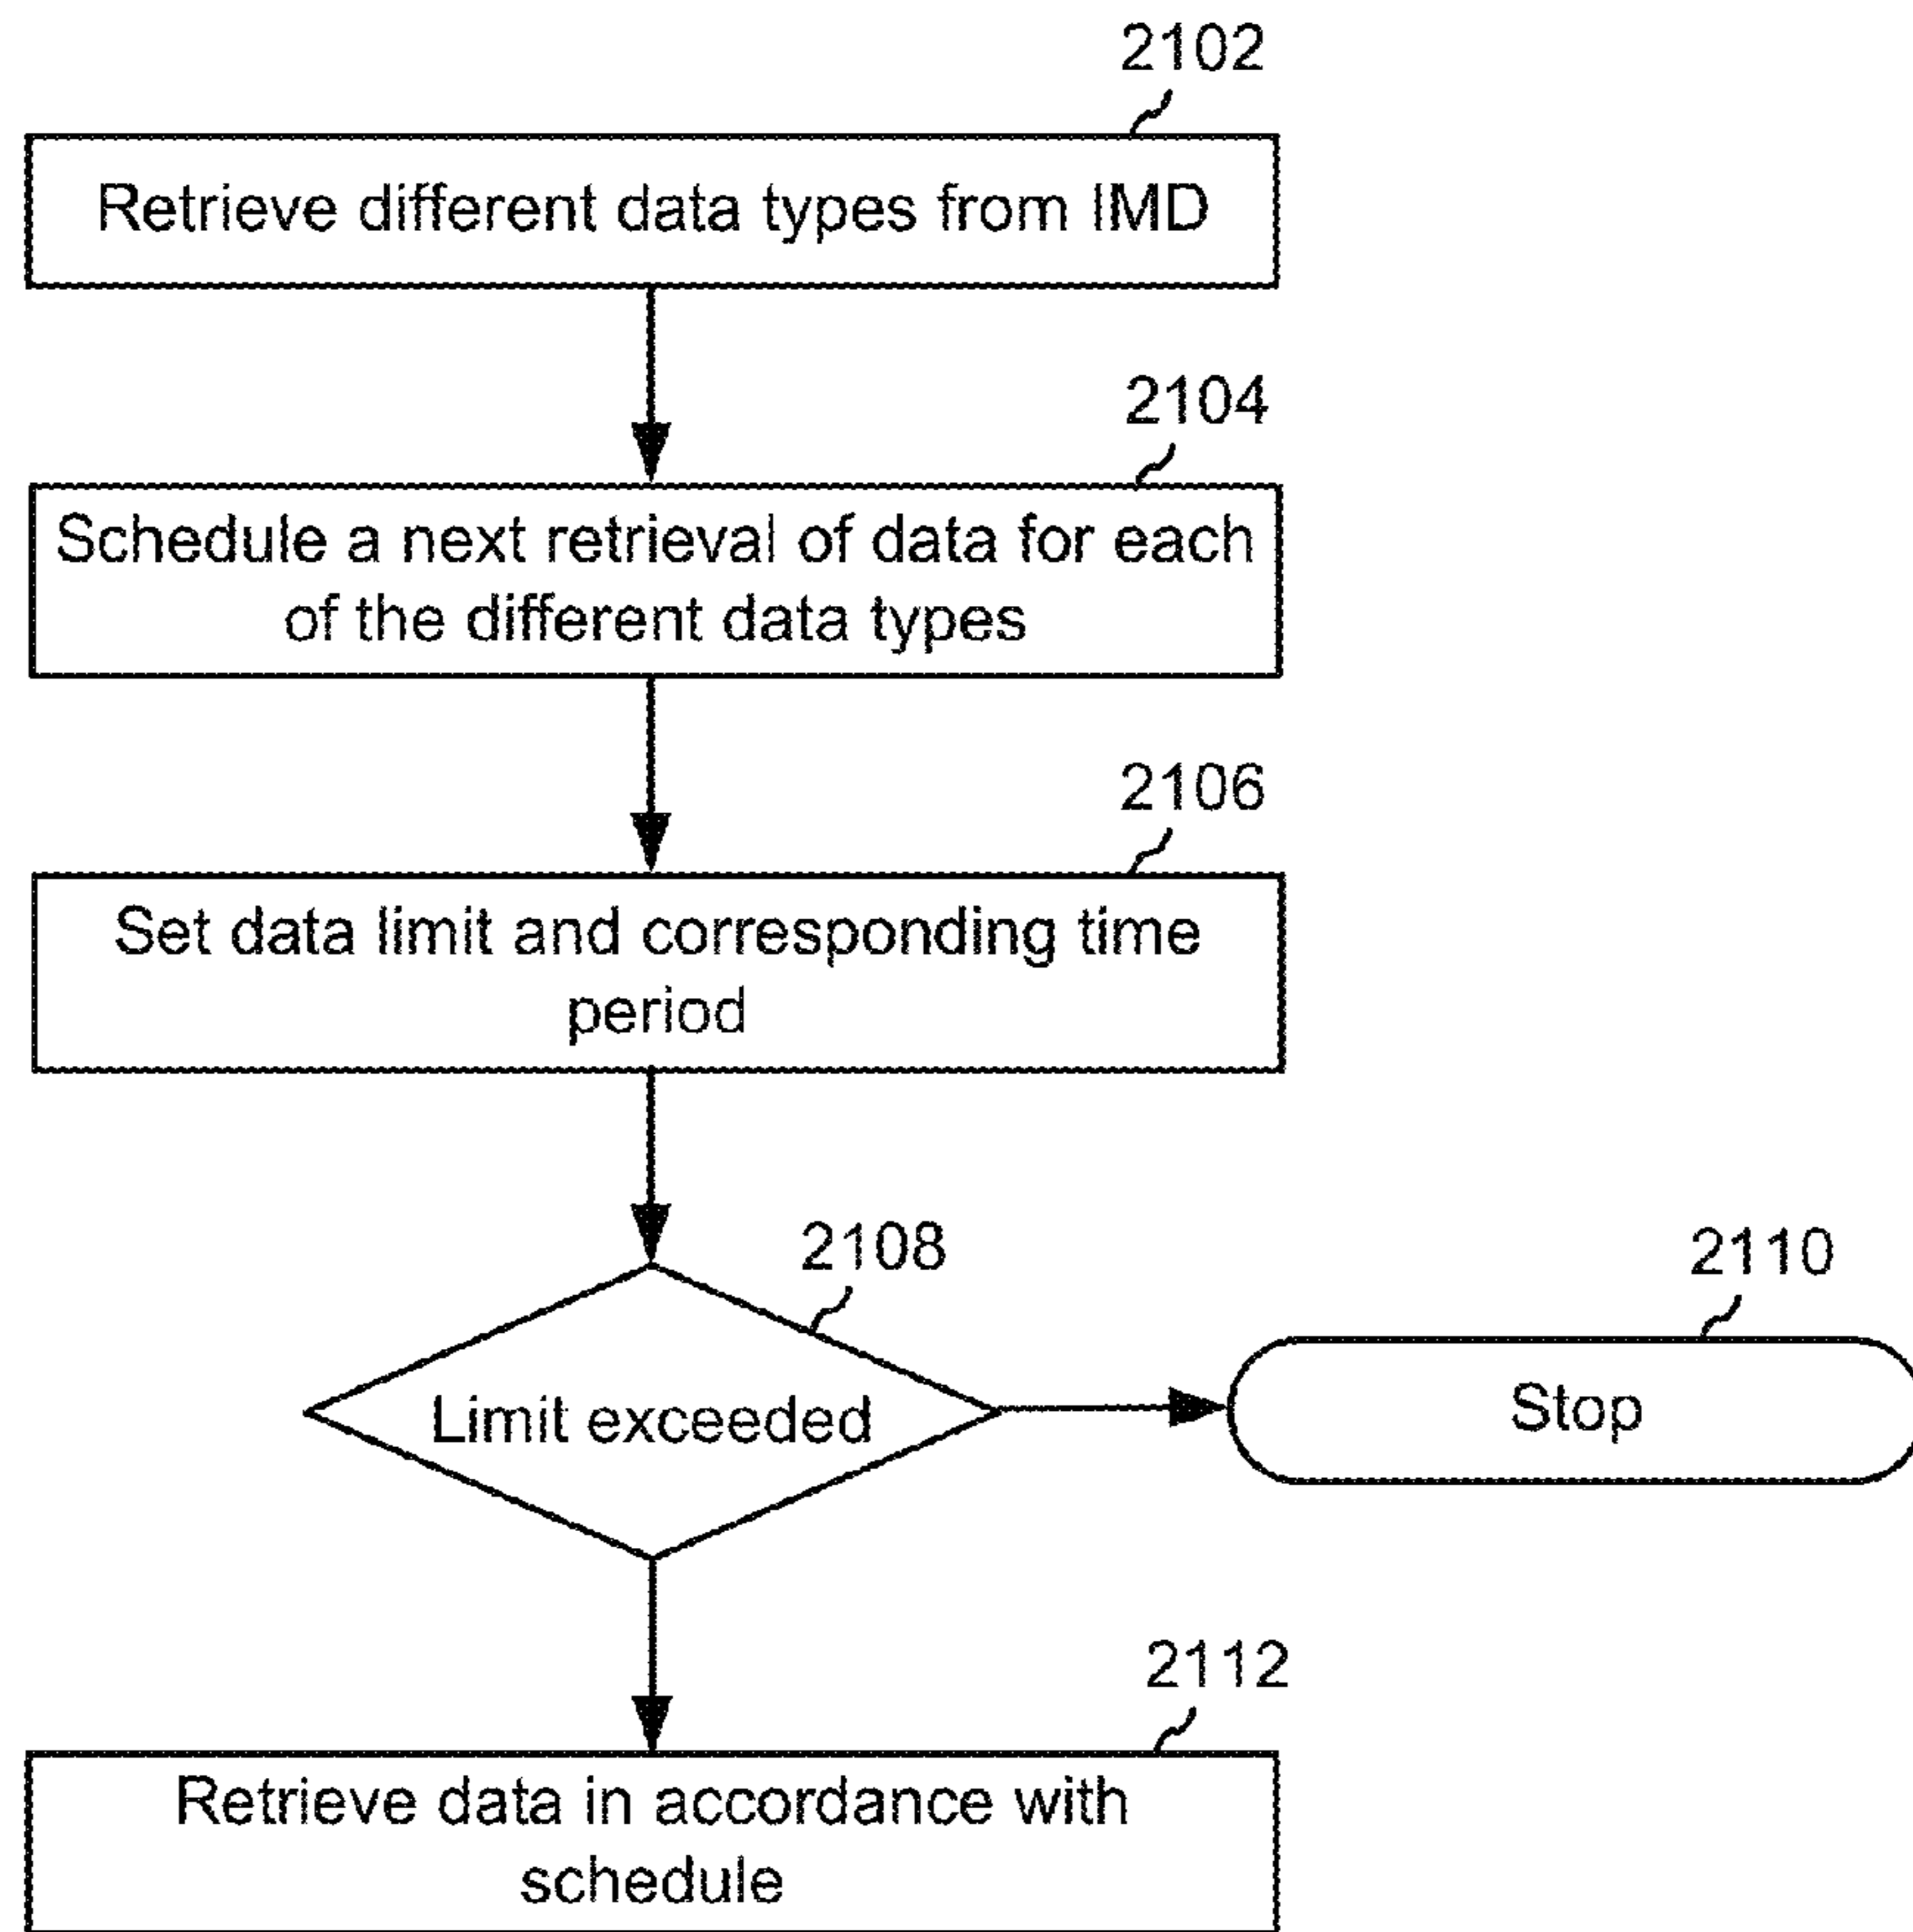 2102
Retrieve different data types from IMD
2104
Schedule a next retrieval of data for each
of the different data types
2106
Set data limit and corresponding time
period
2108
2110
Limit exceeded
Stop
2112
Retrieve data in accordance with
schedule